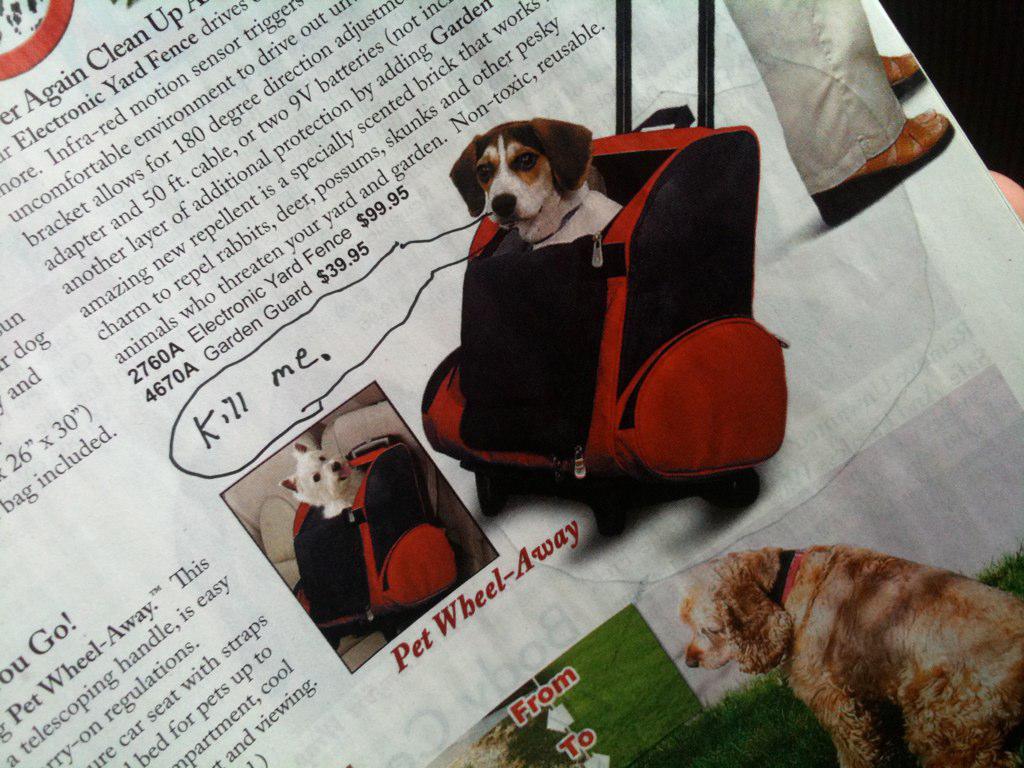 er Again Clean Up A
Electronic Yard Fence drives
more. Infra-red motion sensor triggers
uncomfortable environment to drive out
bracket allows for 180 degree direction adjustme
adapter and 50 ft. cable, or two 9V batteries (not inc
another layer of additional protection by adding Garden
amazing new repellent is a specially scented brick that works
charm to repel rabbits, deer, possums, skunks and other pesky
animals who threaten your yard and garden. Non-toxic, reusable.
2760A Electronic Yard Fence $99.95
4670A Garden Guard $39.95
dog
and
26" x 30")
bag included.
Kill me.
Pet Wheel-Away
ou Go!
Pet Wheel-Away.™ This
a telescoping handle, is easy
rry-on regulations.
ure car seat with straps
bed for pets up to
mpartment, cool
and viewing.
From
To